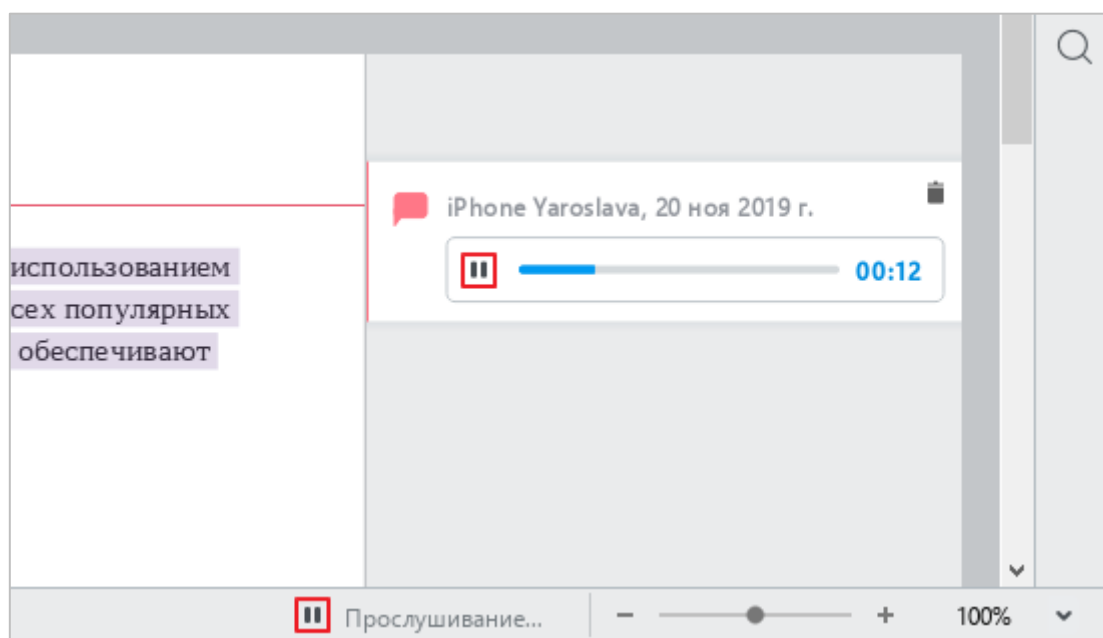 iPhone Yaroslava, 20 ноя 2019 г.
00:12
использованием
сех популярных
обеспечивают
Прослушивание...
100%